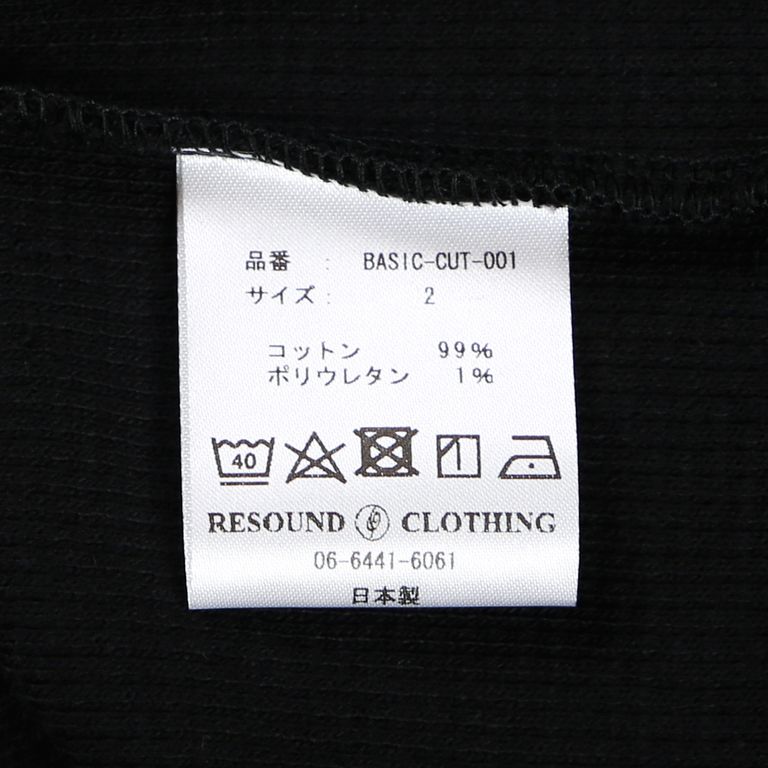 品番 : BASIC-CUT-001
サイズ : 2
コットン 99%
ポリウレタン 1%
40
RESOUND CLOTHING
06-6441-6061
日本製